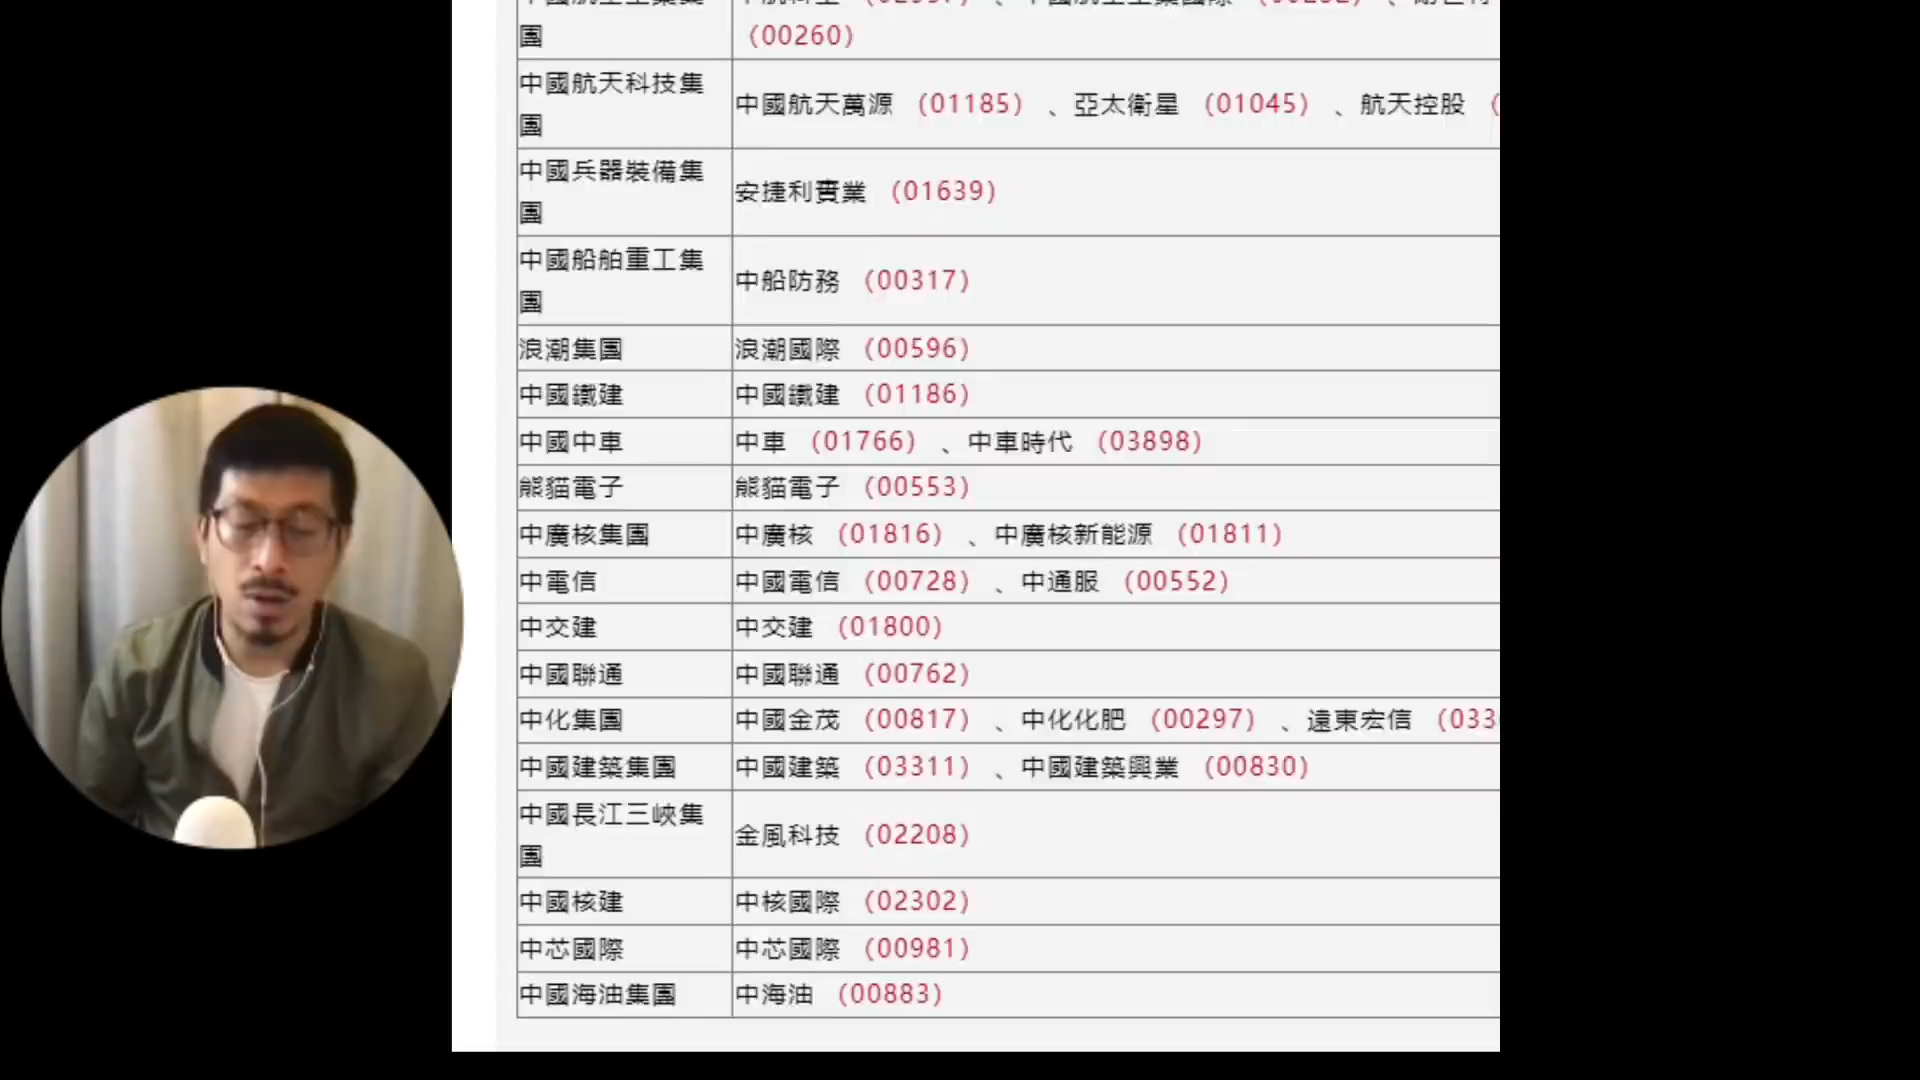 團
（00260）
中國航天科技集
團
中國航天萬源 （01185） 、亞太衛星 （01045） 、航天控股 （
中國兵器裝備集
團
安捷利實業 （01639）
中國船舶重工集
團
中船防務 （00317）
浪潮集團 浪潮國際 （00596）
中國鐵建 中國鐵建 （01186）
中國中車 中車 （01766） 、中車時代 （03898）
熊貓電子 熊貓電子 （00553）
中廣核集團 中廣核 （01816） 、中廣核新能源 （01811）
中電信 中國電信 （00728） 、中通服 （00552）
中交建 中交建 （01800）
中國聯通 中國聯通 （00762）
中化集團 中國金茂 （00817） 、中化化肥 （00297） 、遠東宏信 （033
中國建築集團 中國建築 （03311） 、中國建築興業 （00830）
中國長江三峽集
團
金風科技 （02208）
中國核建 中核國際 （02302）
中芯國際 中芯國際 （00981）
中國海油集團 中海油 （00883）